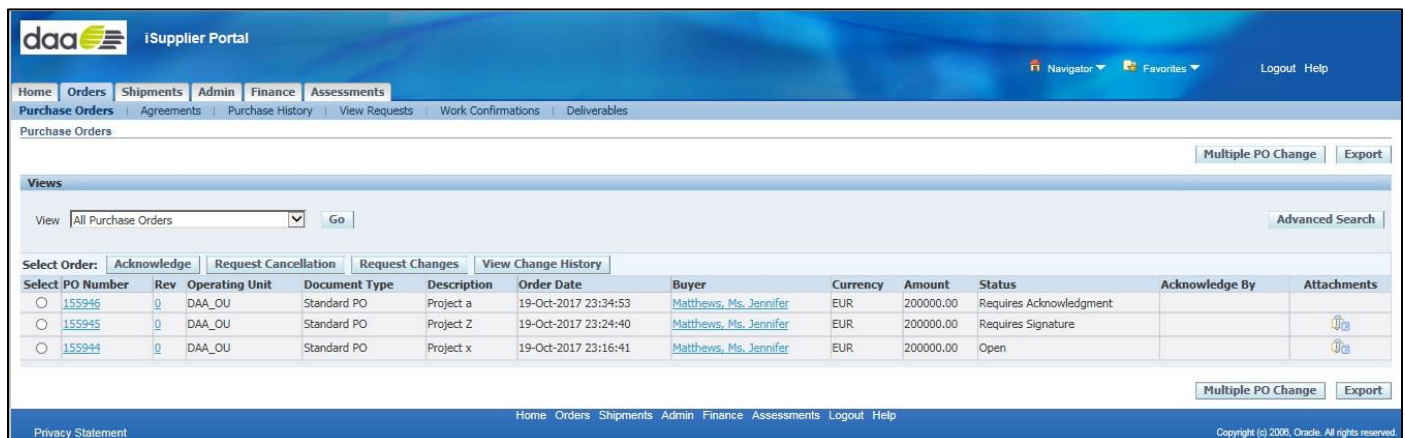 daa iSupplier Portal
Navigator Favorites Logout Help
Home Orders Shipments Admin Finance Assessments
Purchase Orders | Agreements | Purchase History | View Requests | Work Confirmations | Deliverables
Purchase Orders
Multiple PO Change Export
Views
View All Purchase Orders Go Advanced Search
Select Order: Acknowledge Request Cancellation Request Changes View Change History
Select PO Number Rev Operating Unit Document Type Description Order Date Buyer Currency Amount Status Acknowledge By Attachments
155946 0 DAA_OU Standard PO Project a 19-Oct-2017 23:34:53 Matthews, Ms. Jennifer EUR 200000.00 Requires Acknowledgment
155945 0 DAA_OU Standard PO Project Z 19-Oct-2017 23:24:40 Matthews, Ms. Jennifer EUR 200000.00 Requires Signature
155944 0 DAA_OU Standard PO Project x 19-Oct-2017 23:16:41 Matthews, Ms. Jennifer EUR 200000.00 Open
Multiple PO Change Export
Home Orders Shipments Admin Finance Assessments Logout Help
Privacy Statement Copyright (c) 2006, Oracle. All rights reserved.